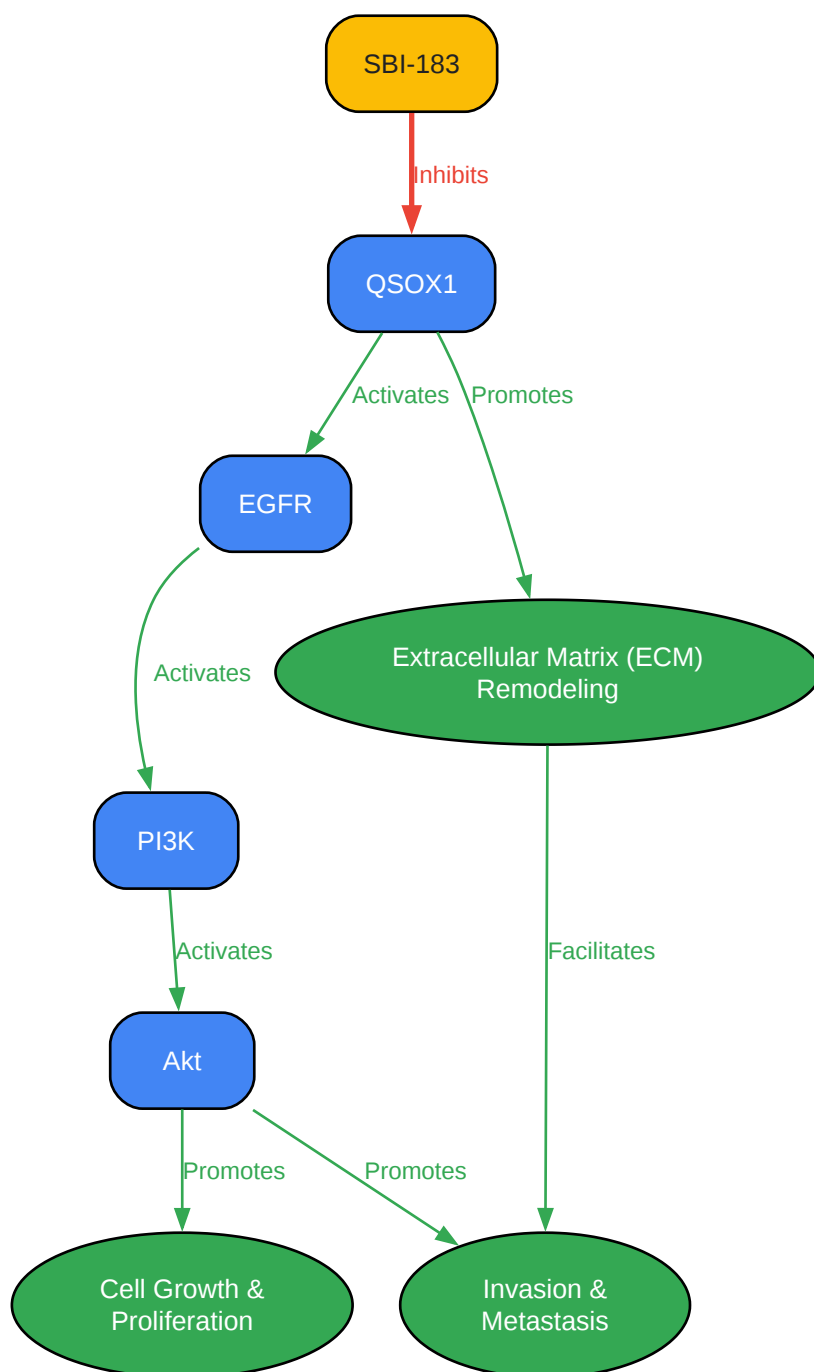 SBI-183
Inhibits
QSOX1
Activates
Promotes
EGFR
Extracellular Matrix (ECM)
Remodeling
Activates
PI3K
Activates
Facilitates
Akt
Promotes
Promotes
Cell Growth &
Proliferation
Invasion &
Metastasis